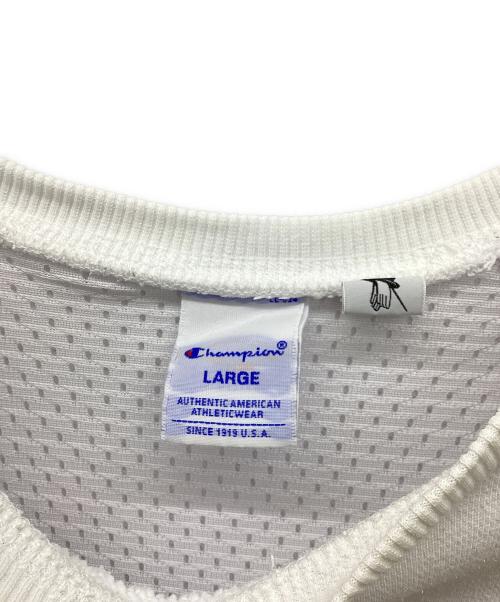 Champion®
LARGE
AUTHENTIC AMERICAN
ATHLETICWEAR
SINCE 1919 U.S.A.